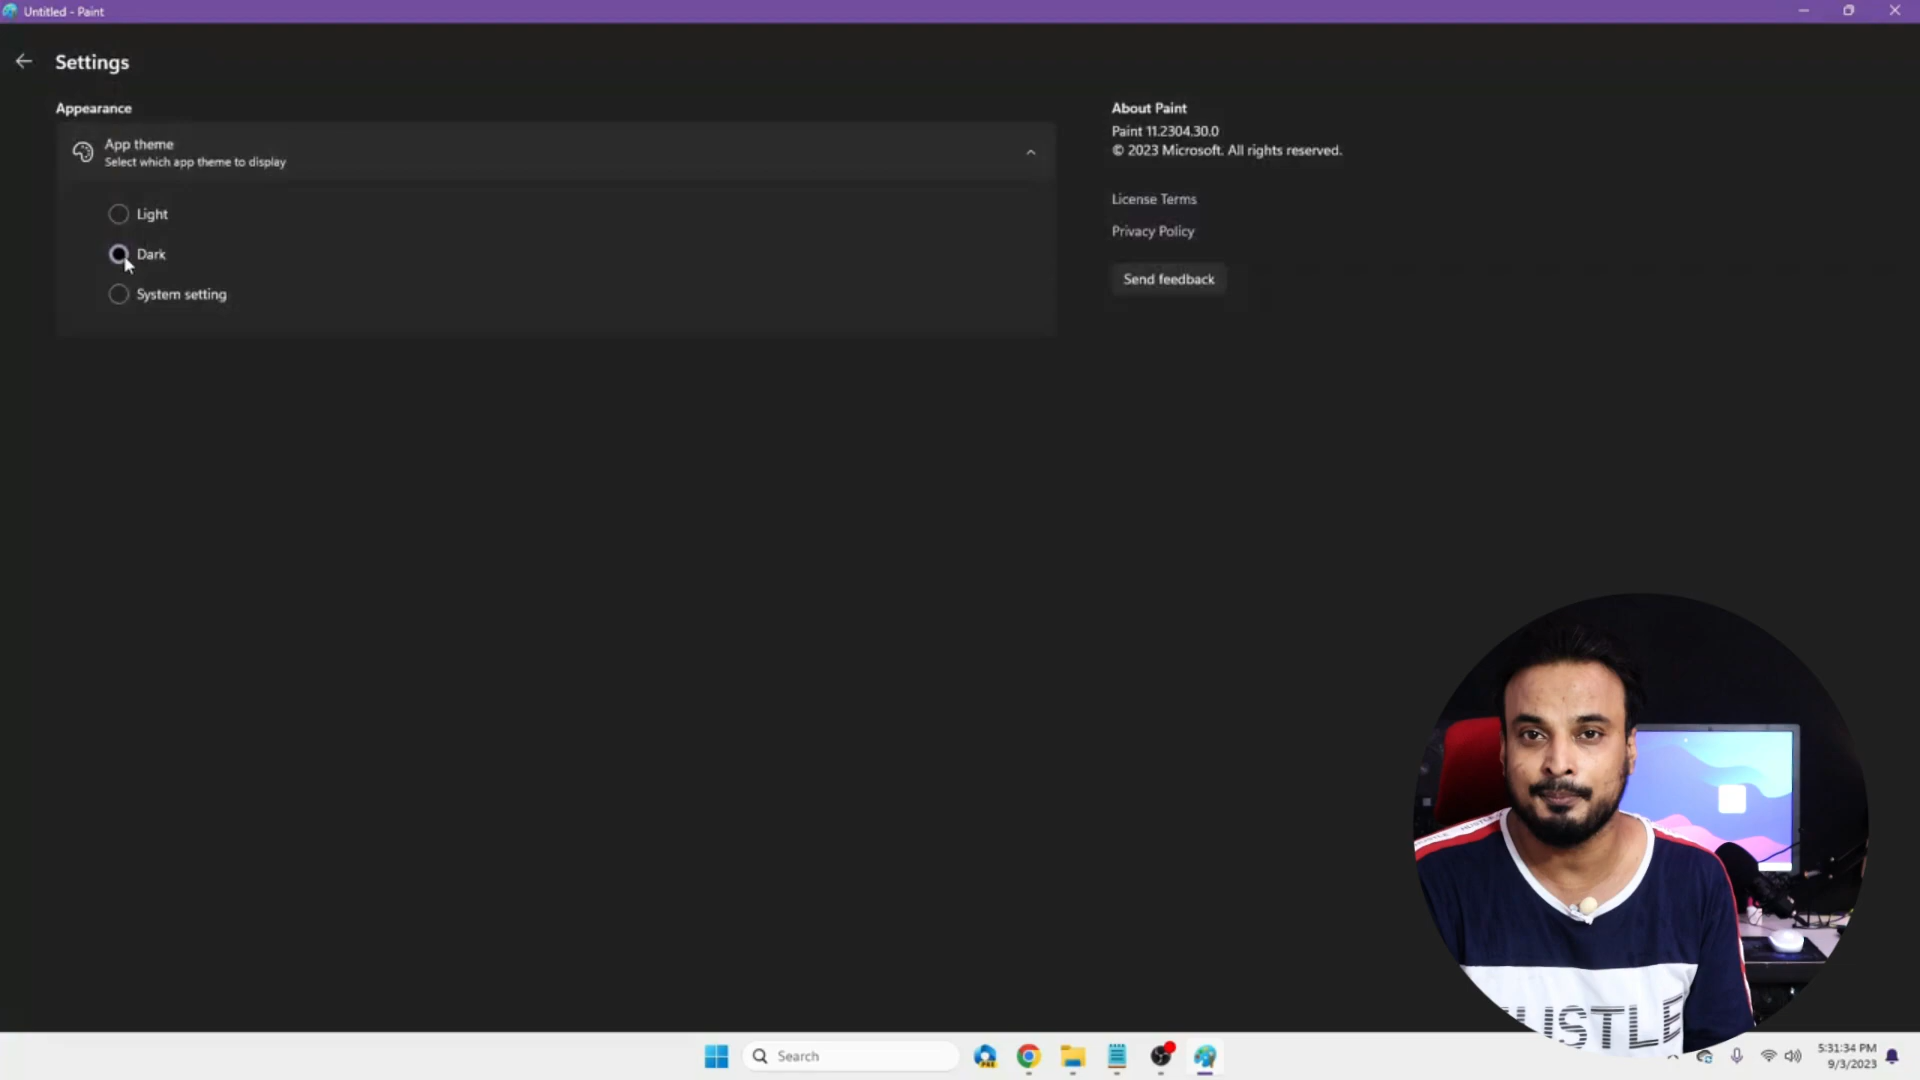 Untitled - Paint
Settings
Appearance
App theme
Select which app theme to display
Light
Dark
System setting
About Paint
Paint 11.2304.30.0
© 2023 Microsoft. All rights reserved.
License Terms
Privacy Policy
Send feedback
HUSTLE
Search
PRE
5:31:34 PM
9/3/2023